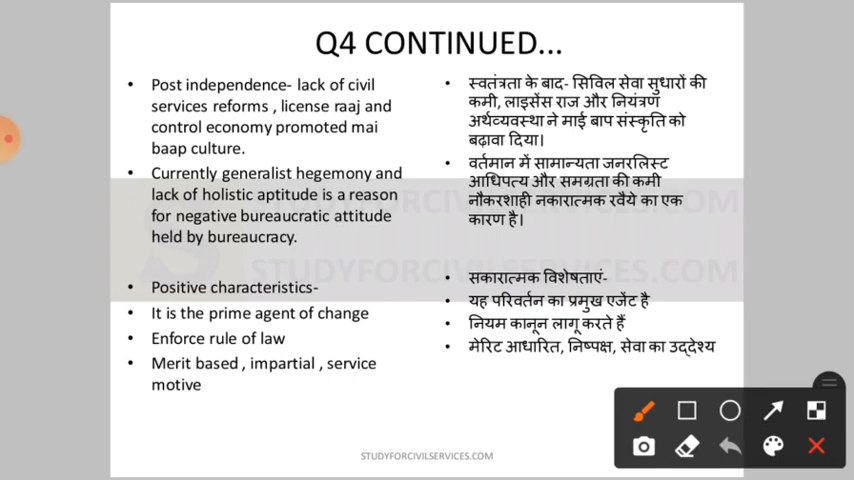 Q4 CONTINUED...
• Post independence- lack of civil
services reforms , license raaj and
control economy promoted mai
baap culture.
• Currently generalist hegemony and
lack of holistic aptitude is a reason
for negative bureaucratic attitude
held by bureaucracy.
• Positive characteristics-
• It is the prime agent of change
• Enforce rule of law
• Merit based , impartial , service
motive
• स्वतंत्रता के बाद- सिविल सेवा सुधारों की
कमी, लाइसेंस राज और नियंत्रण
अर्थव्यवस्था ने माई बाप संस्कृति को
बढ़ावा दिया।
• वर्तमान में सामान्यता जनरलिस्ट
आधिपत्य और समग्रता की कमी
नौकरशाही नकारात्मक रवैये का एक
कारण है।
• सकारात्मक विशेषताएं-
• यह परिवर्तन का प्रमुख एजेंट है
• नियम कानून लागू करते हैं
• मेरिट आधारित, निष्पक्ष, सेवा का उद्देश्य
STUDYFORCIVILSERVICES.COM
STUDYFORCIVILSERVICES.COM
STUDYFORCIVILSERVICES.COM